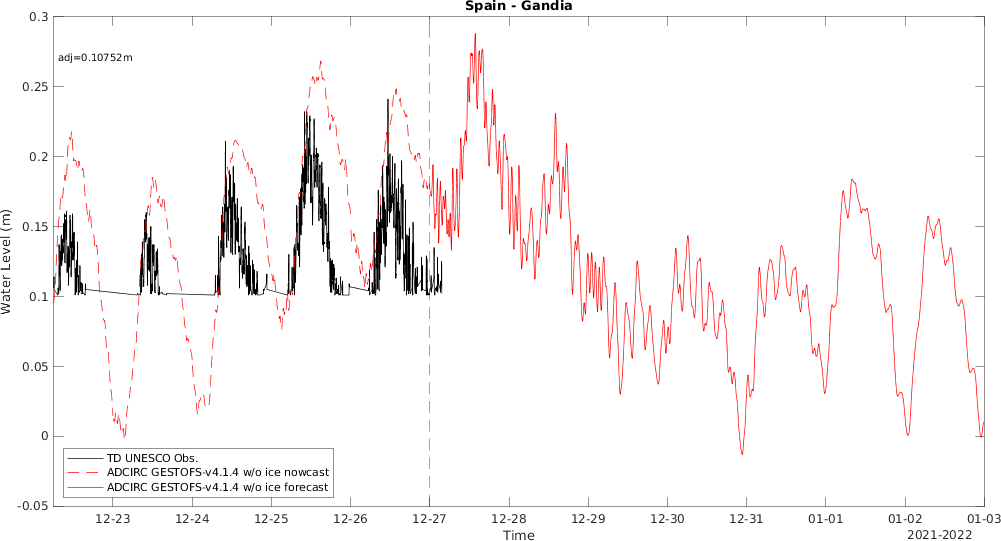 Spain - Gandia
adj=0.10752m
0.3
0.25
0.2
0.15
0.1
0.05
0
-0.05
Water Level (m)
TD UNESCO Obs.
ADCIRC GESTOFS-v4.1.4 w/o ice nowcast
ADCIRC GESTOFS-v4.1.4 w/o ice forecast
12-23 12-24 12-25 12-26 12-27 12-28 12-29 12-30 12-31 01-01 01-02 01-03
Time
2021-2022